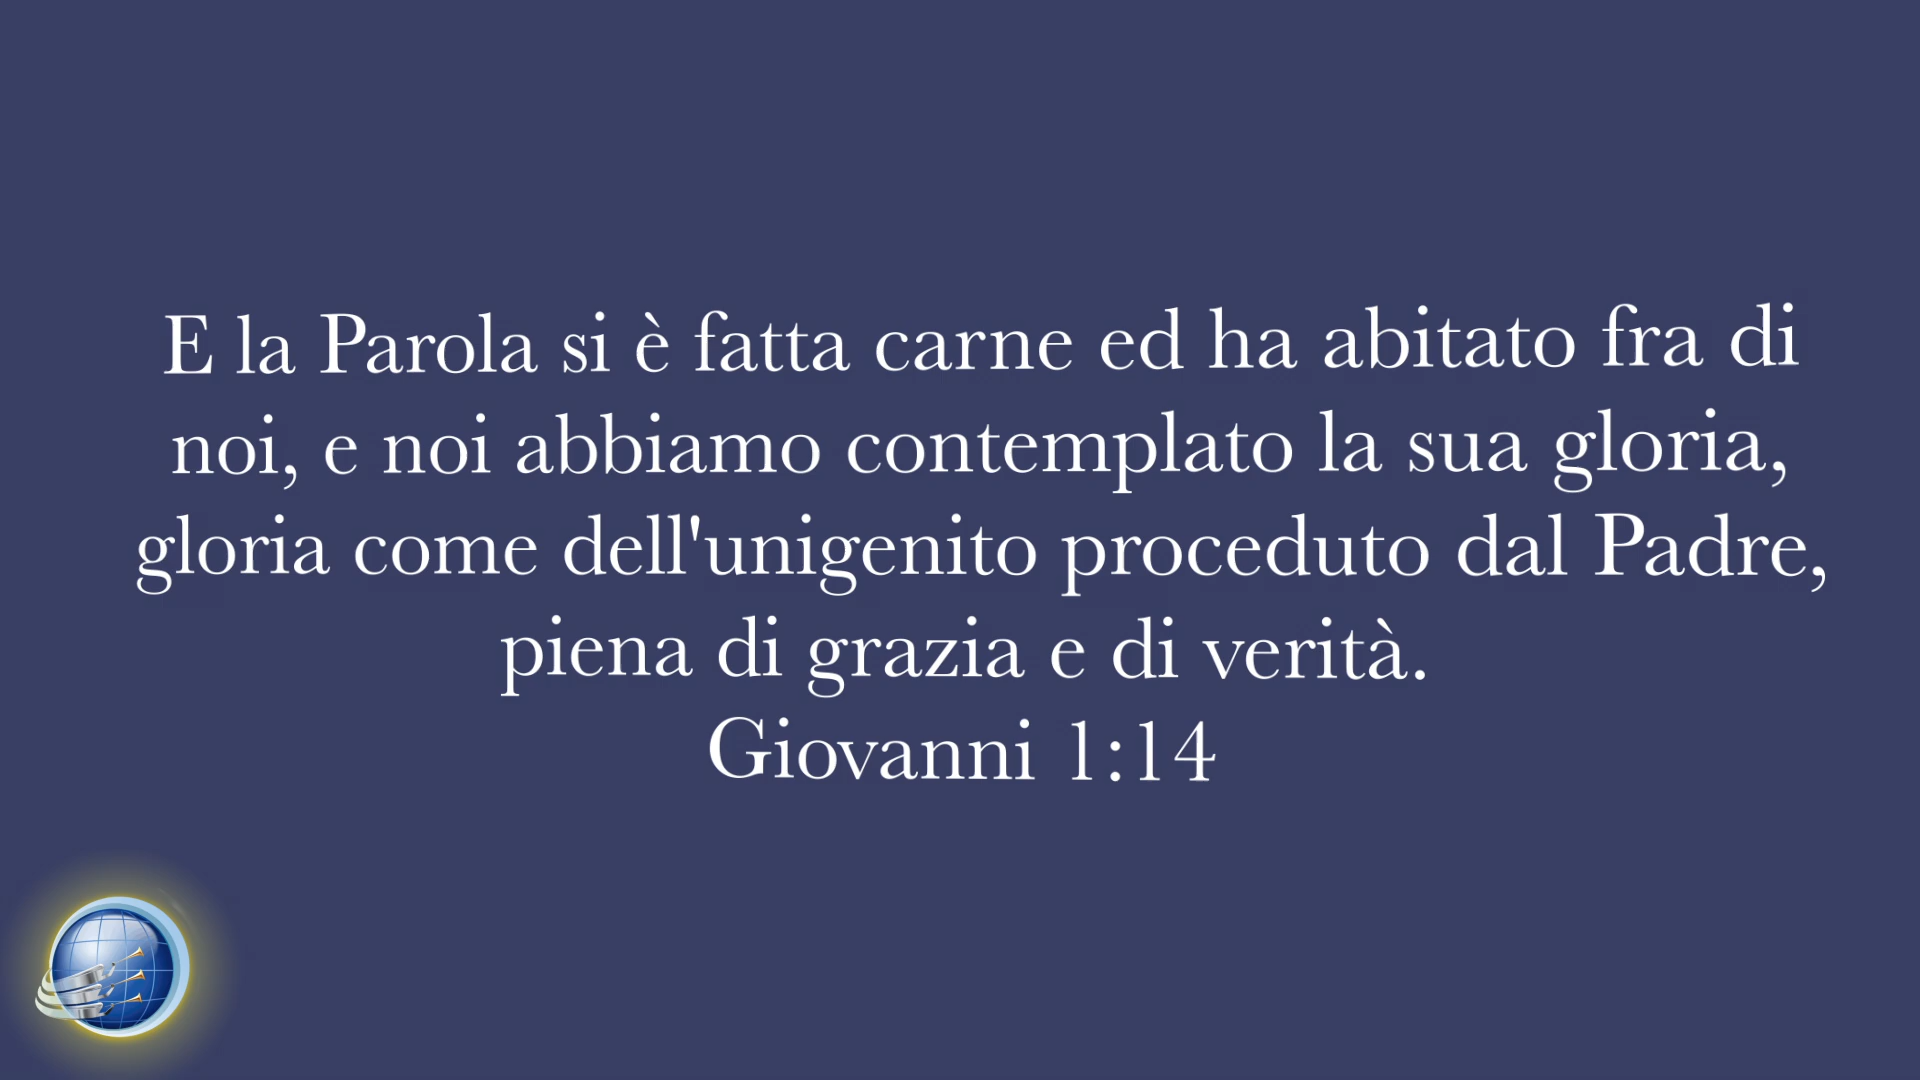 E la Parola si è fatta carne ed ha abitato fra di
noi, e noi abbiamo contemplato la sua gloria,
gloria come dell'unigenito proceduto dal Padre,
piena di grazia e di verità.
Giovanni 1:14